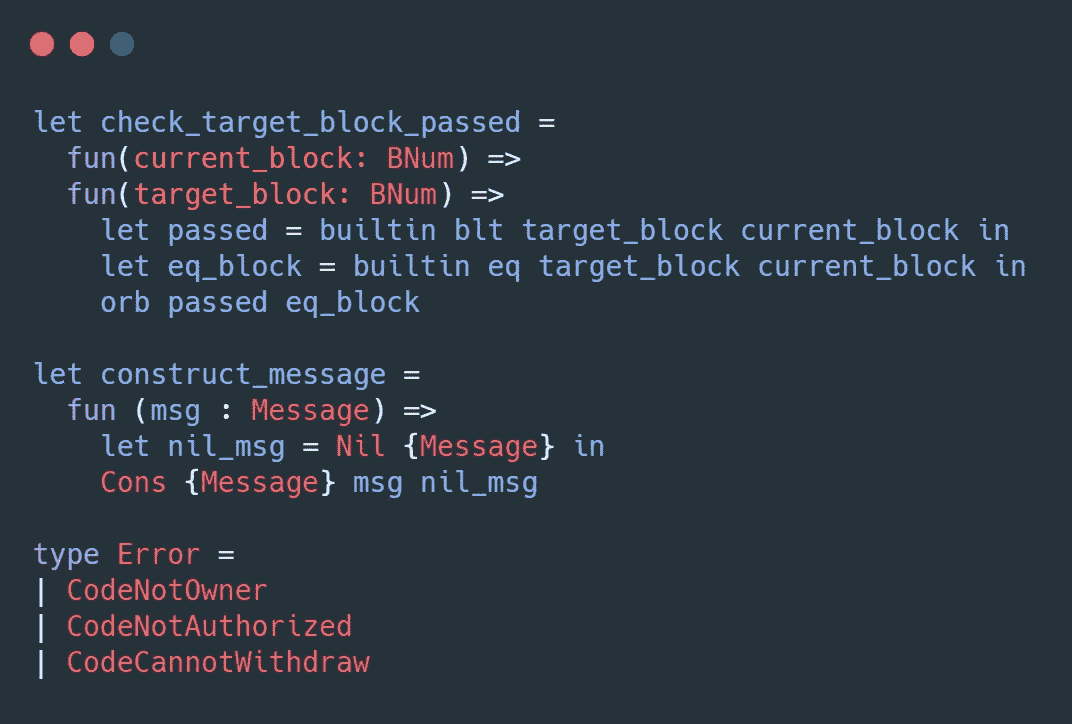 let check_target_block_passed =
  fun(current_block: BNum) =>
  fun(target_block: BNum) =>
    let passed = builtin blt target_block current_block in
    let eq_block = builtin eq target_block current_block in
    orb passed eq_block

let construct_message =
  fun (msg : Message) =>
    let nil_msg = Nil {Message} in
    Cons {Message} msg nil_msg

type Error =
| CodeNotOwner
| CodeNotAuthorized
| CodeCannotWithdraw